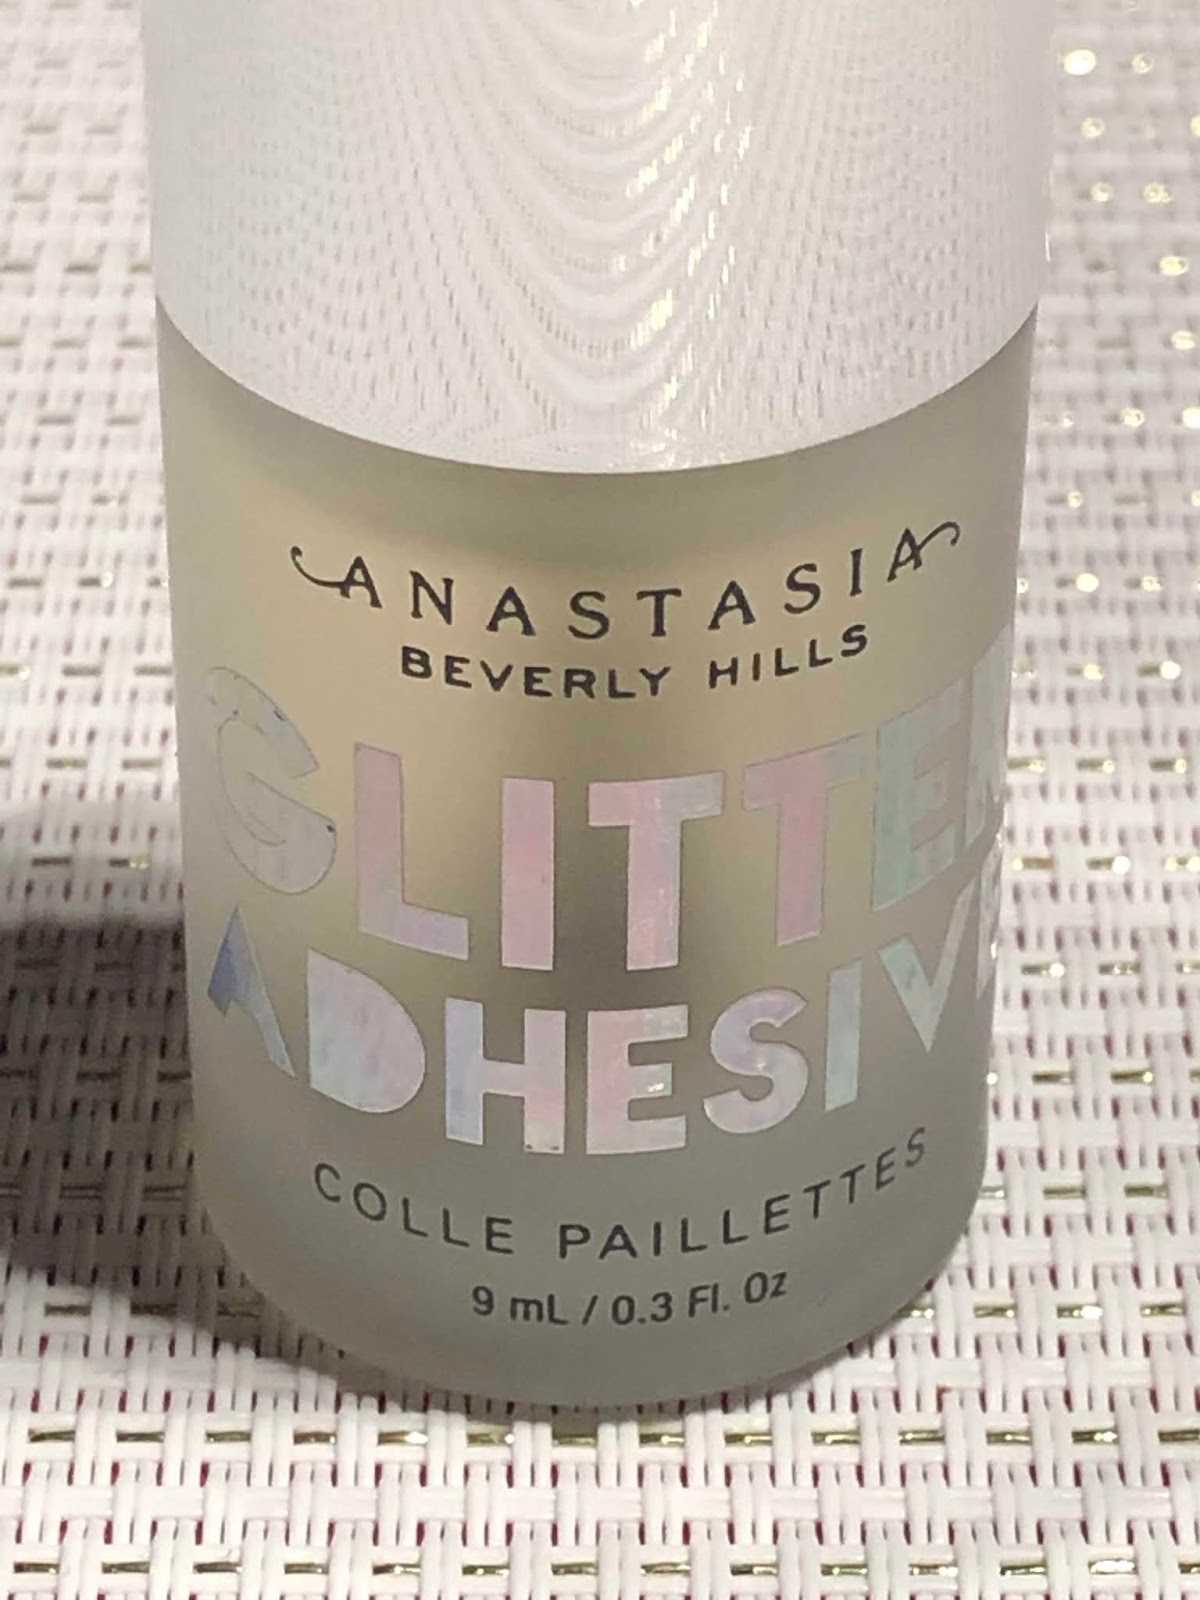 ANASTASIA
BEVERLY HILLS
GLITTER
ADHESIVE
COLLE PAILLETTES
9 mL / 0.3 Fl. Oz